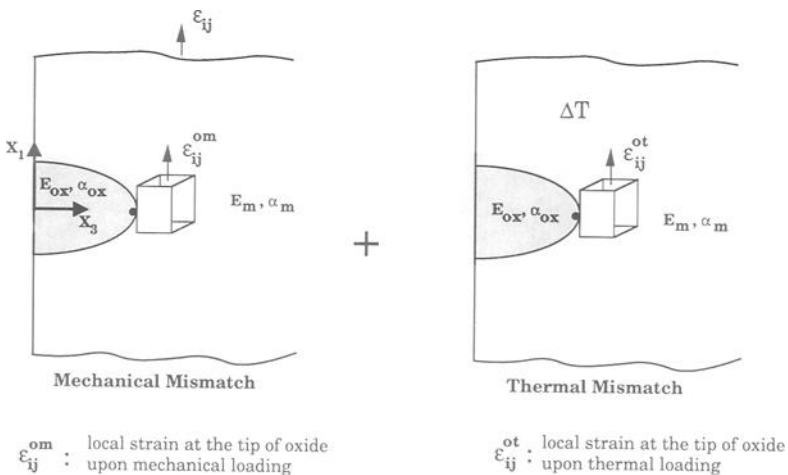 ε_ij
ε_ij^om
X_1
E_ox, α_ox
X_3
E_m, α_m
Mechanical Mismatch
+
ΔT
ε_ij^ot
E_ox, α_ox
E_m, α_m
Thermal Mismatch
ε_ij^om : local strain at the tip of oxide
upon mechanical loading
ε_ij^ot : local strain at the tip of oxide
upon thermal loading